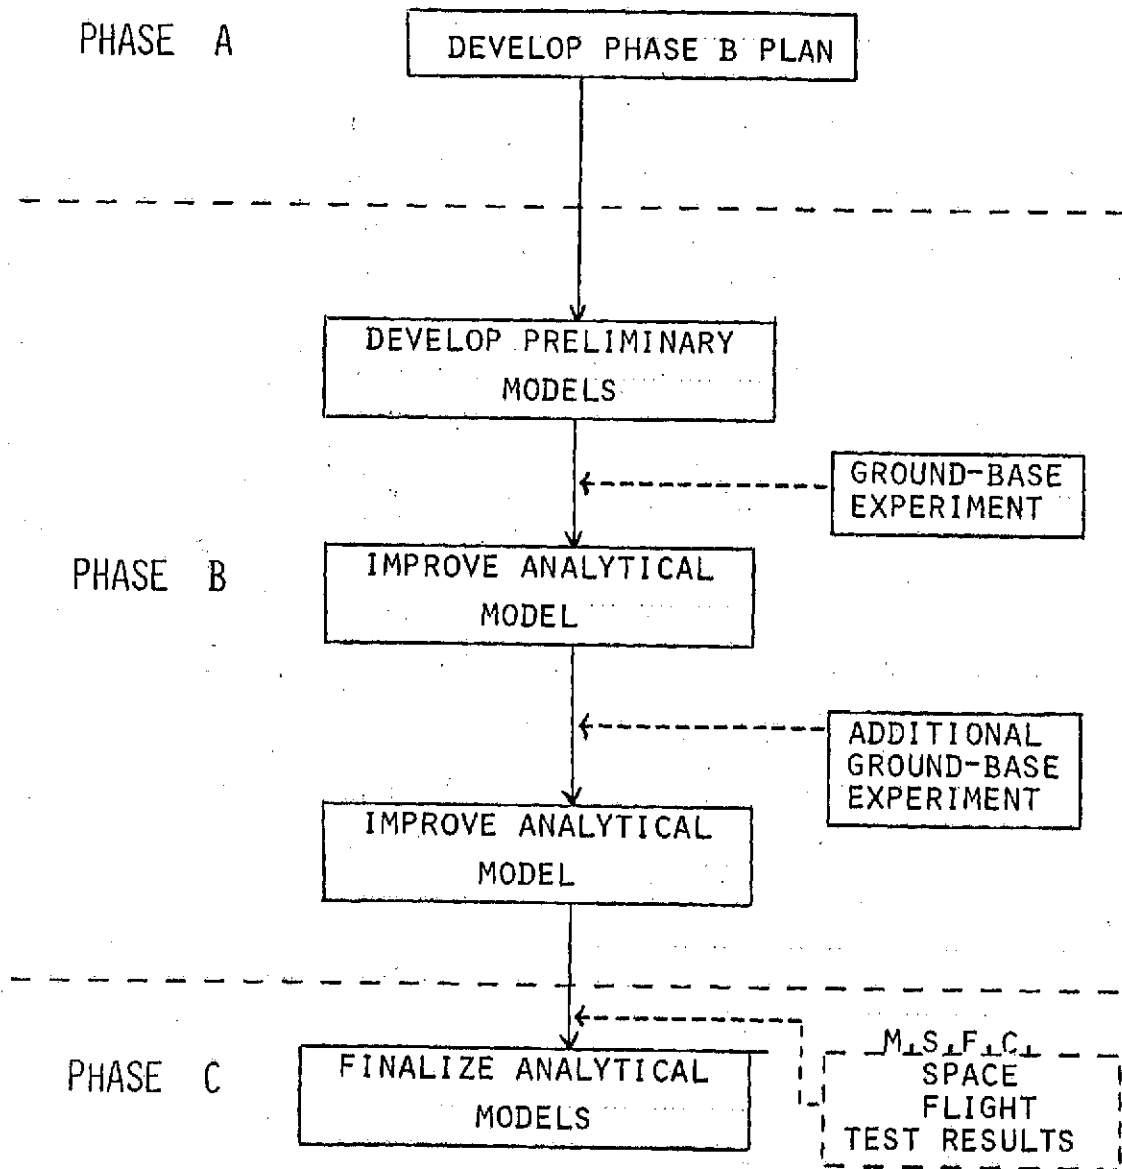 PHASE A
DEVELOP PHASE B PLAN
DEVELOP PRELIMINARY
MODELS
GROUND-BASE
EXPERIMENT
PHASE B
IMPROVE ANALYTICAL
MODEL
ADDITIONAL
GROUND-BASE
EXPERIMENT
IMPROVE ANALYTICAL
MODEL
PHASE C
FINALIZE ANALYTICAL
MODELS
M.S.F.C.
SPACE
FLIGHT
TEST RESULTS